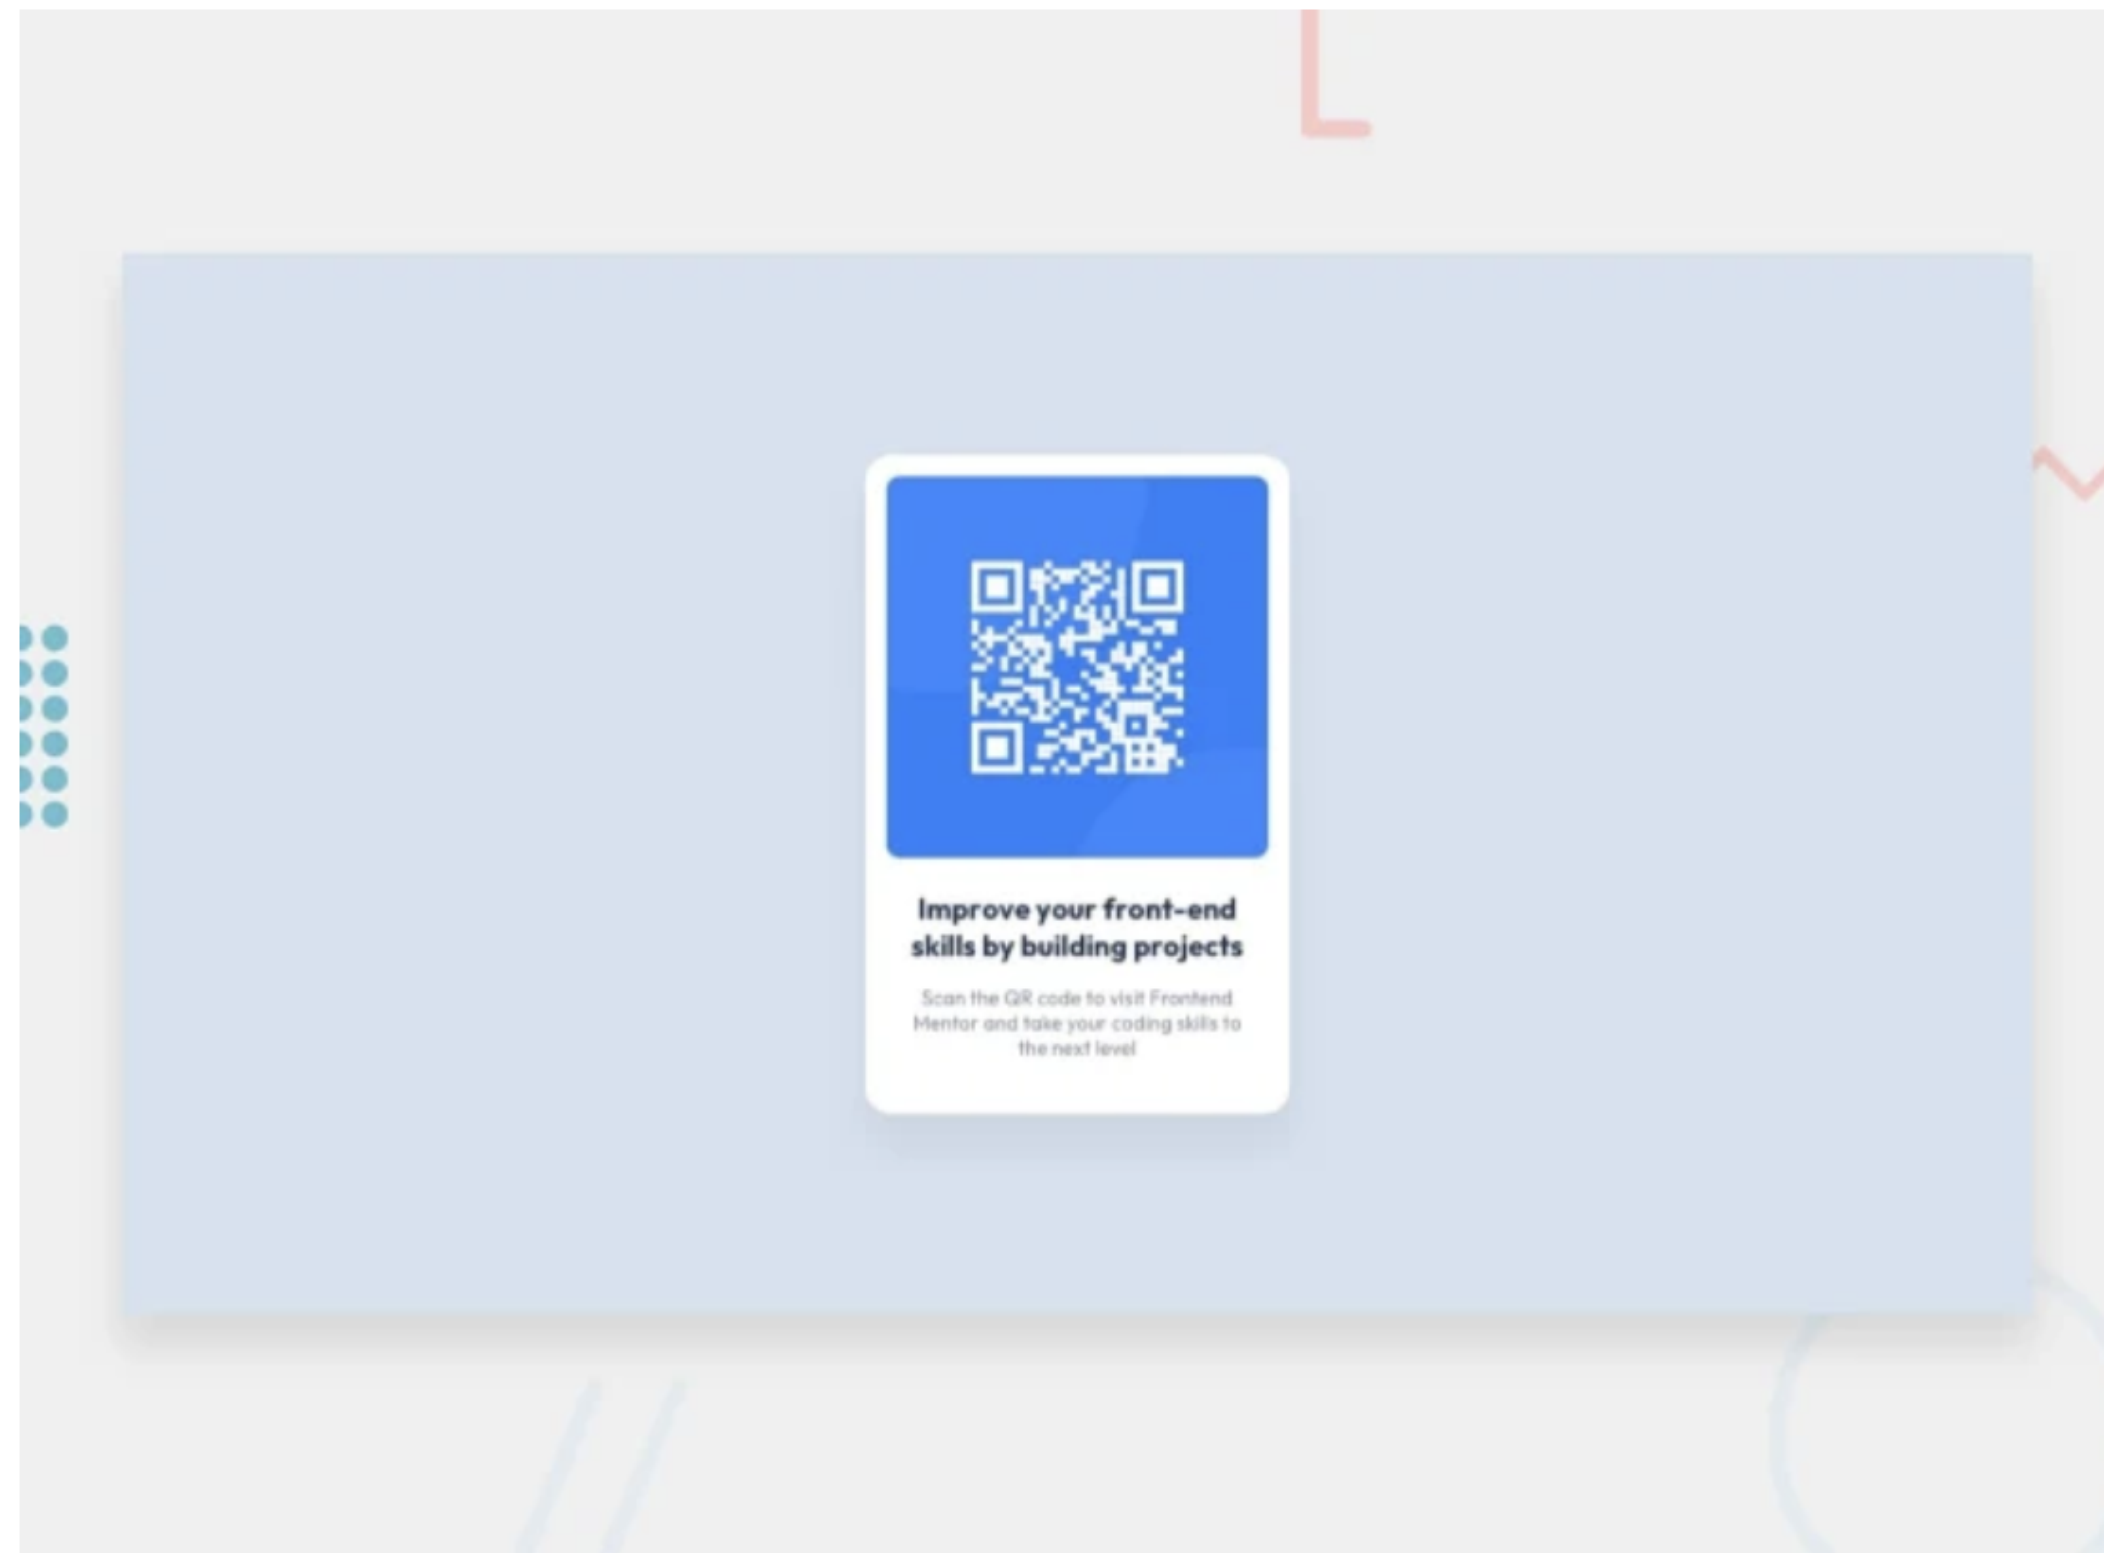 Improve your front-end
skills by building projects
Scan the QR code to visit Frontend
Mentor and take your coding skills to
the next level